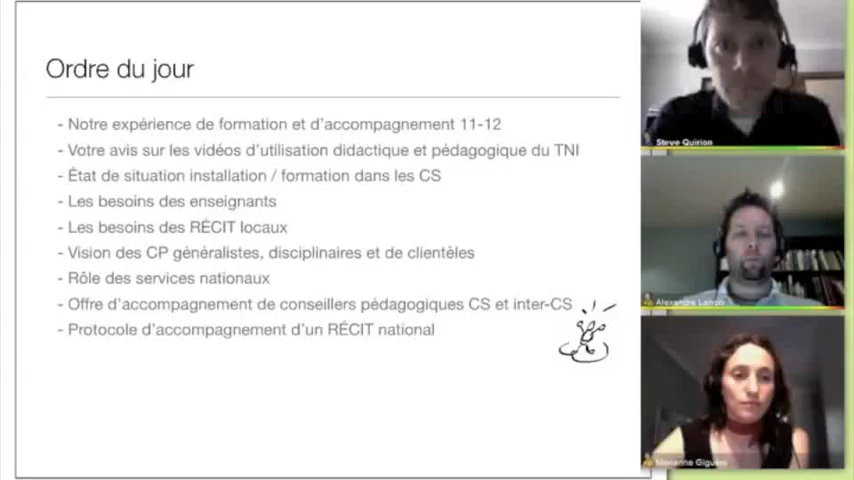 Ordre du jour
- Notre expérience de formation et d'accompagnement 11-12
- Votre avis sur les vidéos d'utilisation didactique et pédagogique du TNI
- État de situation installation / formation dans les CS
- Les besoins des enseignants
- Les besoins des RÉCIT locaux
- Vision des CP généralistes, disciplinaires et de clientèles
- Rôle des services nationaux
- Offre d'accompagnement de conseillers pédagogiques CS et inter-CS
- Protocole d'accompagnement d'un RÉCIT national
Steve Quirion
Alexandre Lanoix
Marianne Giguère